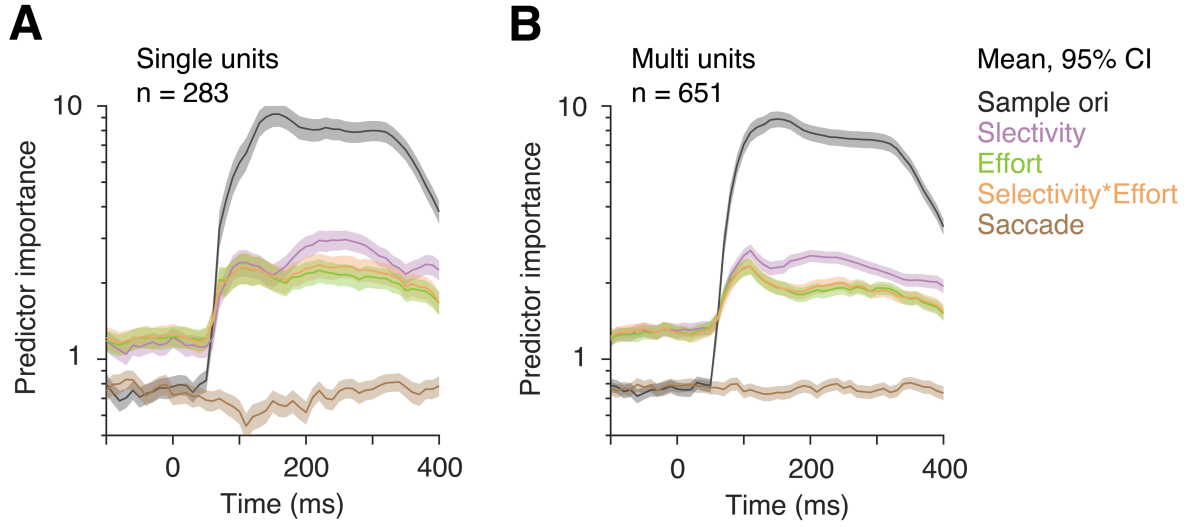 A
B
Single units
n = 283
Multi units
n = 651
Mean, 95% CI
Sample ori
Slectivity
Effort
Selectivity*Effort
Saccade
Predictor importance
10
1
0
200
400
Time (ms)
Predictor importance
10
1
0
200
400
Time (ms)